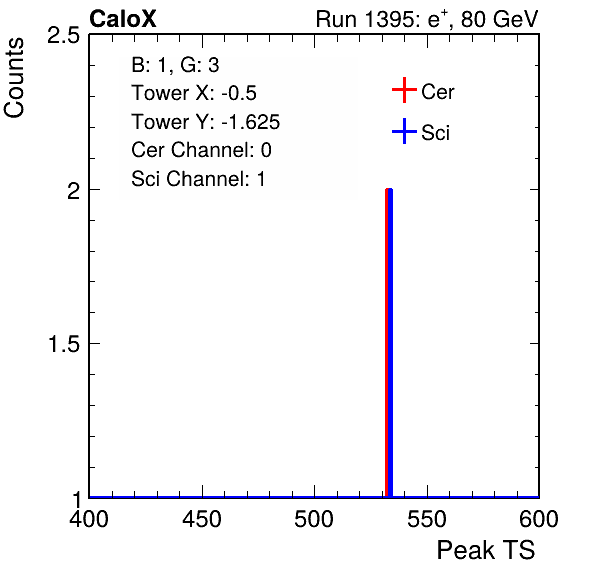 CaloX Run 1395: e⁺, 80 GeV
Counts
2.5
2
1.5
1
B: 1, G: 3
Tower X: -0.5
Tower Y: -1.625
Cer Channel: 0
Sci Channel: 1
Cer
Sci
400 450 500 550 600
Peak TS